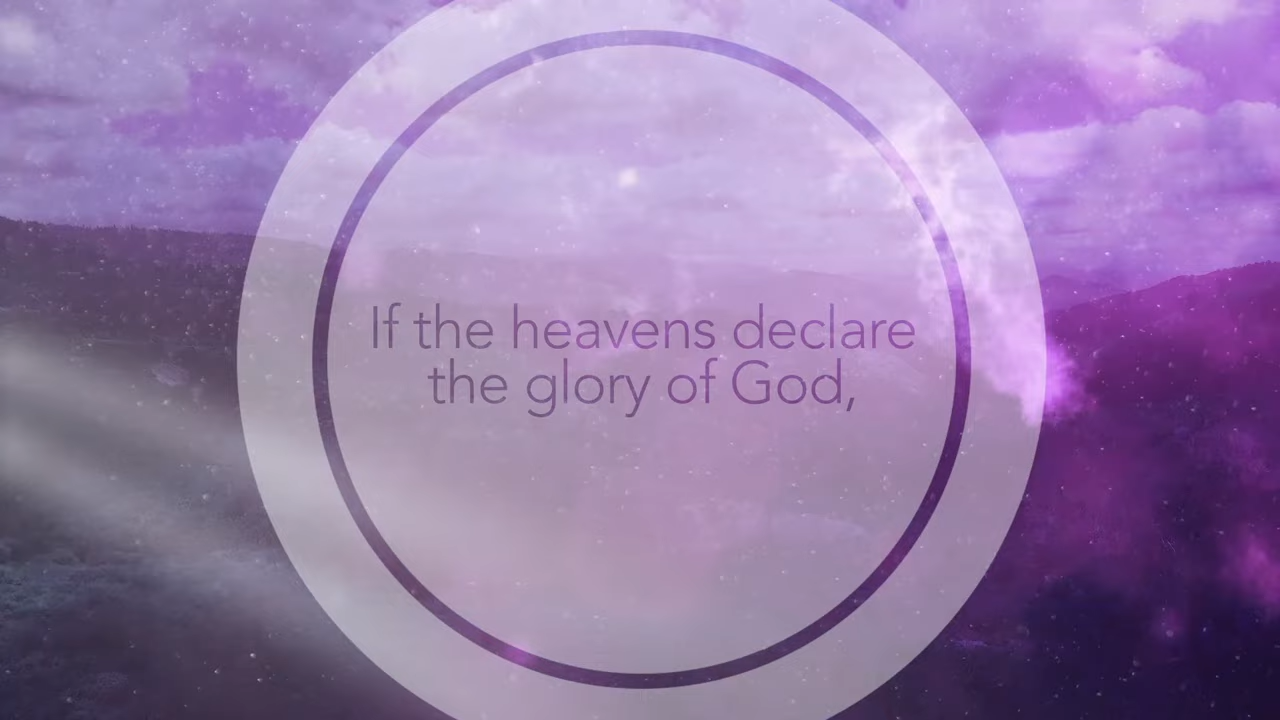 If the heavens declare
the glory of God,